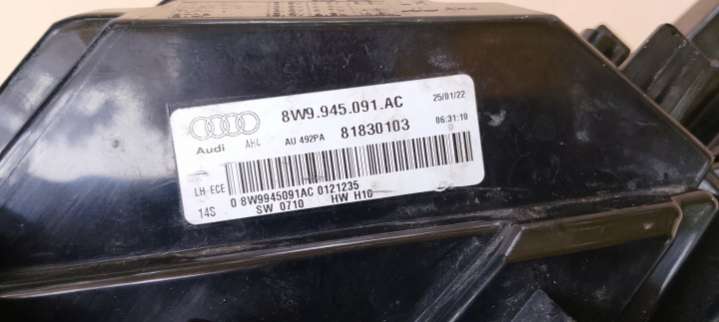 8W9.945.091.AC 25/01/22
Audi AHL AU 492PA 81830103 06:31:10
LH-ECE
0 8W9945091AC 0121235
14S SW 0710 HW H10